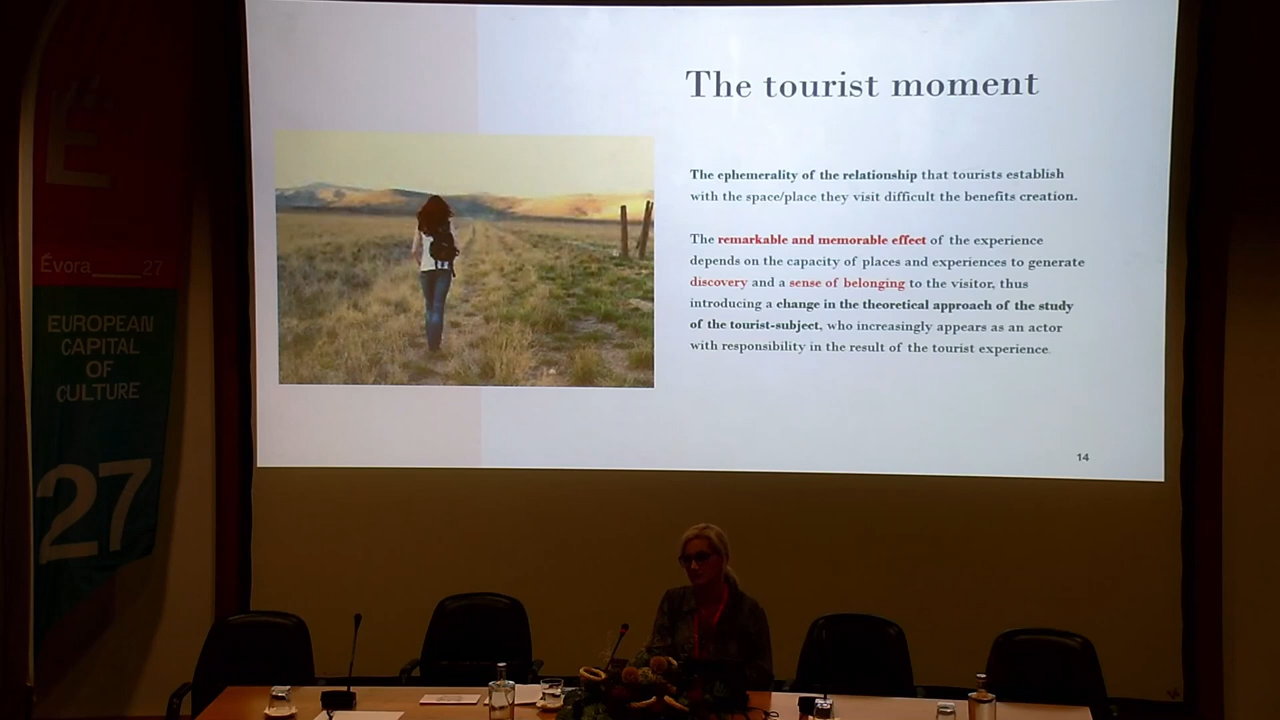 É
Évora____27
EUROPEAN
CAPITAL
OF
CULTURE
27
The tourist moment
The ephemerality of the relationship that tourists establish
with the space/place they visit difficult the benefits creation.
The remarkable and memorable effect of the experience
depends on the capacity of places and experiences to generate
discovery and a sense of belonging to the visitor, thus
introducing a change in the theoretical approach of the study
of the tourist-subject, who increasingly appears as an actor
with responsibility in the result of the tourist experience.
14